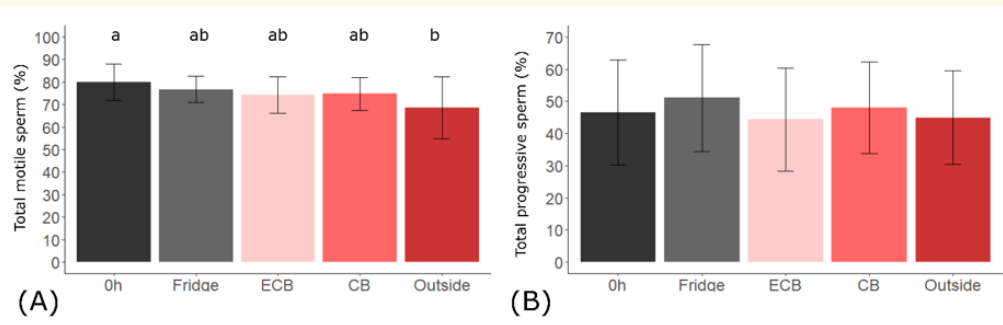 Total motile sperm (%)
100
90
80
70
60
50
40
30
20
10
0
a ab ab ab b
0h Fridge ECB CB Outside
(A)
Total progressive sperm (%)
70
60
50
40
30
20
10
0
0h Fridge ECB CB Outside
(B)